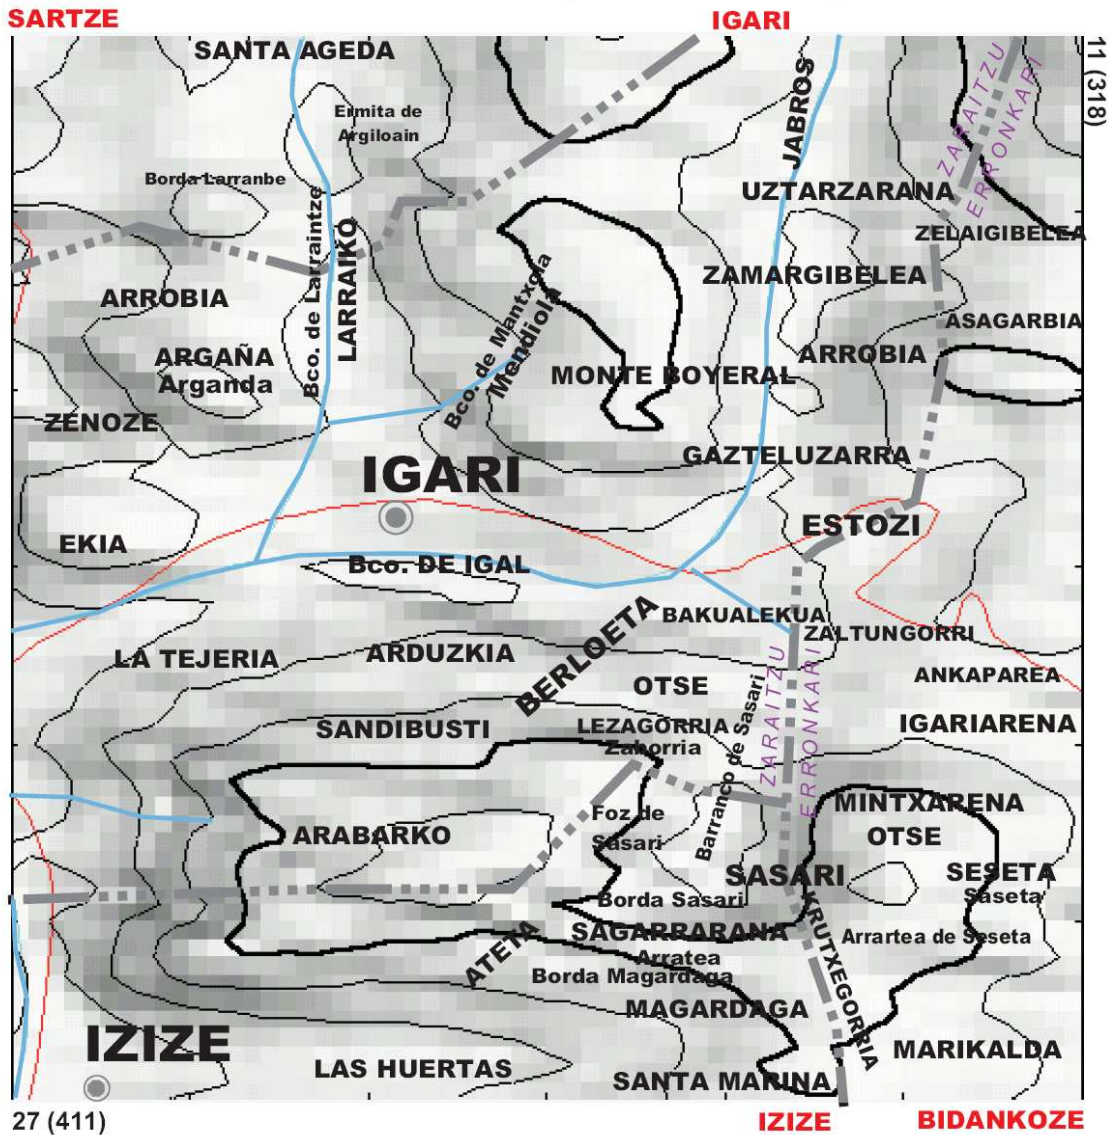 SARTZE
IGARI
11 (318)
SANTA AGEDA
JABROS
ZARAITZU
ERRONKARI
Ermita de
Argiloain
Borda Larranbe
UZTARZARANA
ZELAIGIBELEA
Bco. de Larraintze
LARRAIKO
ZAMARGIBELEA
ARROBIA
Bco. de Mantxola
Mendiola
ASAGARBIA
ARGAÑA
Arganda
ARROBIA
MONTE BOYERAL
ZENOZE
GAZTELUZARRA
IGARI
ESTOZI
EKIA
Bco. DE IGAL
BAKUALEKUA
ZALTUNGORRI
BERLOETA
LA TEJERIA
ARDUZKIA
ANKAPAREA
OTSE
ZARAITZU
ERRONKARI
SANDIBUSTI
LEZAGORRIA
Zaborria
Barranco de Sasari
IGARIARENA
MINTXARENA
OTSE
ARABARKO
Foz de
Sasari
SASARI
SESETA
Saseta
Borda Sasari
KRUTXEGORRIA
SAGARRARANA
Arrartea de Seseta
ATETA
Arratea
Borda Magardaga
MAGARDAGA
IZIZE
MARIKALDA
LAS HUERTAS
SANTA MARINA
27 (411)
IZIZE
BIDANKOZE